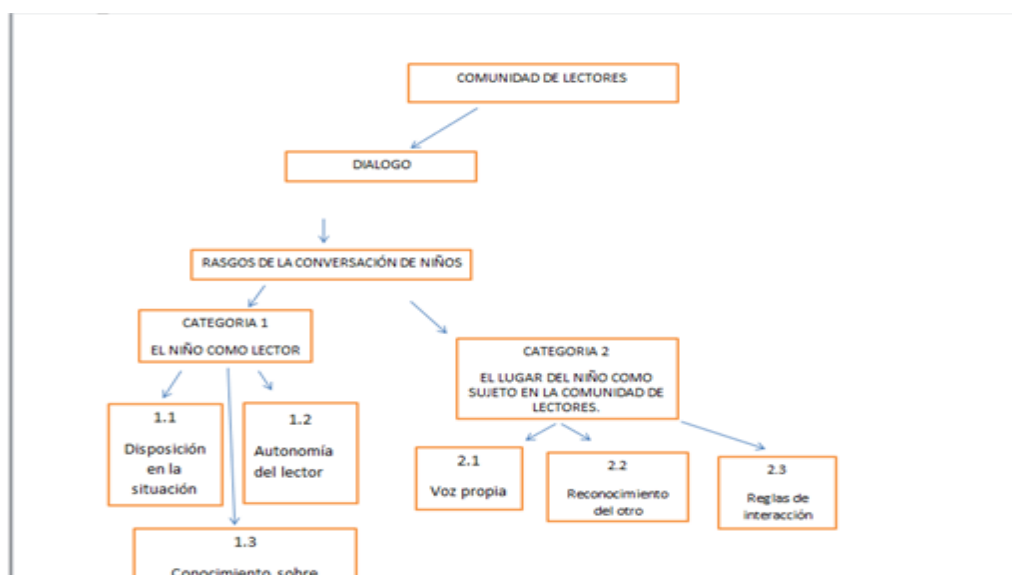 COMUNIDAD DE LECTORES
DIALOGO
RASGOS DE LA CONVERSACIÓN DE NIÑOS
CATEGORIA 1
EL NIÑO COMO LECTOR
CATEGORIA 2
EL LUGAR DEL NIÑO COMO
SUJETO EN LA COMUNIDAD DE
LECTORES.
1.1
Disposición
en la
situación
1.2
Autonomía
del lector
2.1
Voz propia
2.2
Reconocimiento
del otro
2.3
Reglas de
interacción
1.3
Conocimiento sobre